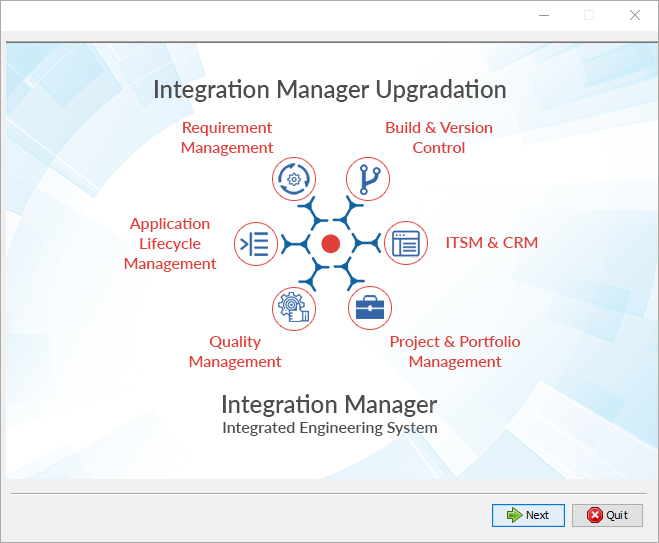 Integration Manager Upgradation
Requirement
Management
Build & Version
Control
Application
Lifecycle
Management
ITSM & CRM
Quality
Management
Project & Portfolio
Management
Integration Manager
Integrated Engineering System
Next
Quit